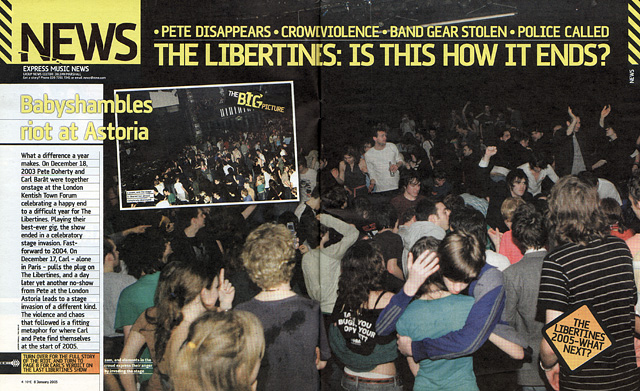 NEWS
EXPRESS MUSIC NEWS
• PETE DISAPPEARS • CROWD VIOLENCE • BAND GEAR STOLEN • POLICE CALLED
THE LIBERTINES: IS THIS HOW IT ENDS?
NEWS
Babyshambles
riot at Astoria
THE BIG
PICTURE
What a difference a year
makes. On December 18,
2003 Pete Doherty and
Carl Barât were together
onstage at the London
Kentish Town Forum
celebrating a happy end
to a difficult year for The
Libertines. Playing their
best-ever gig, the show
ended in a celebratory
stage invasion. Fast-
forward to 2004. On
December 17, Carl – alone
in Paris – pulls the plug on
The Libertines, and a day
later yet another no-show
from Pete at the London
Astoria leads to a stage
invasion of a different kind.
The violence and chaos
that followed is a fitting
metaphor for where Carl
and Pete find themselves
at the start of 2005.
TURN OVER FOR THE FULL STORY
OF THE RIOT, AND TURN TO
PAGE 8 FOR CARL'S VERDICT ON
THE LAST LIBERTINES SHOW
YOU
THE
LIBERTINES
2005–WHAT
NEXT?
4 NME 8 January 2005